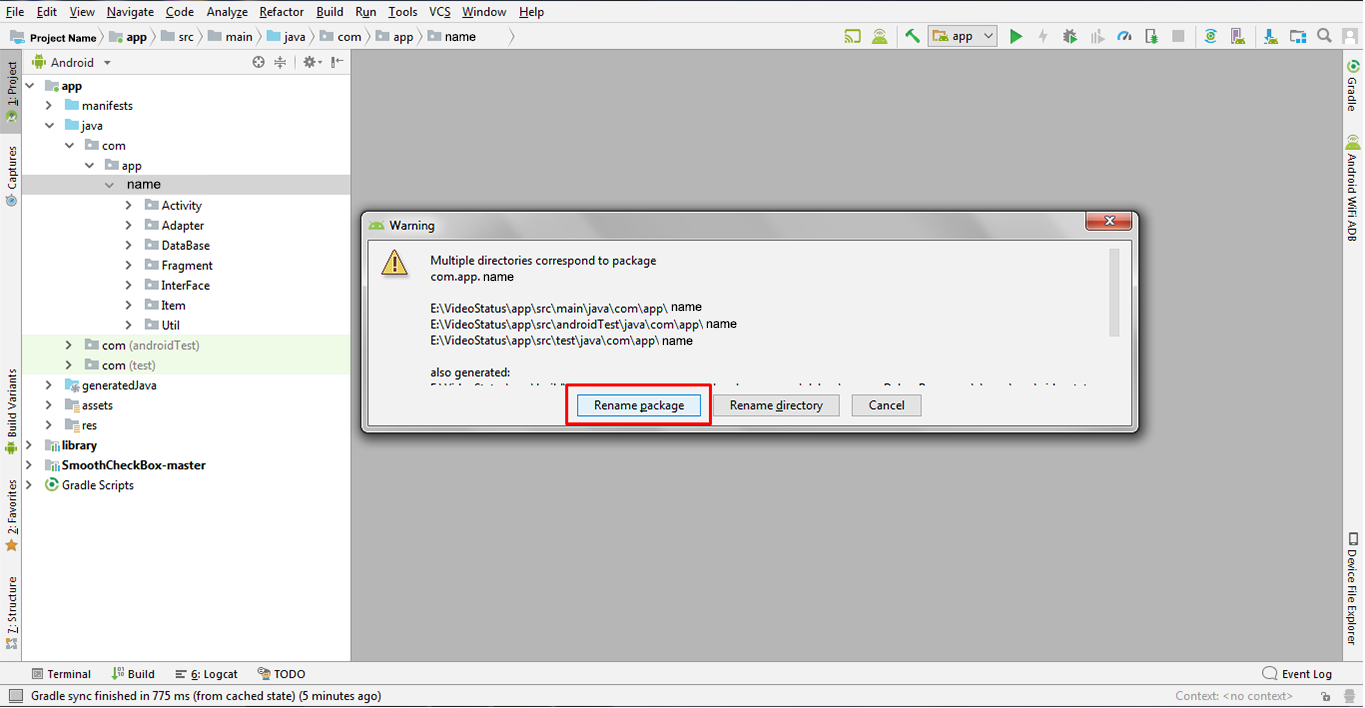 File Edit View Navigate Code Analyze Refactor Build Run Tools VCS Window Help
Project Name app src main java com app name
app
1: Project
Captures
Build Variants
2: Favorites
7: Structure
Android
app
manifests
java
com
app
name
Activity
Adapter
DataBase
Fragment
InterFace
Item
Util
com (androidTest)
com (test)
generatedJava
assets
res
library
SmoothCheckBox-master
Gradle Scripts
Warning
Multiple directories correspond to package
com.app. name
E:\VideoStatus\app\src\main\java\com\app\ name
E:\VideoStatus\app\src\androidTest\java\com\app\ name
E:\VideoStatus\app\src\test\java\com\app\ name
also generated:
Rename package Rename directory Cancel
Gradle
Android WiFi ADB
Device File Explorer
Terminal Build 6: Logcat TODO Event Log
Gradle sync finished in 775 ms (from cached state) (5 minutes ago) Context: <no context>